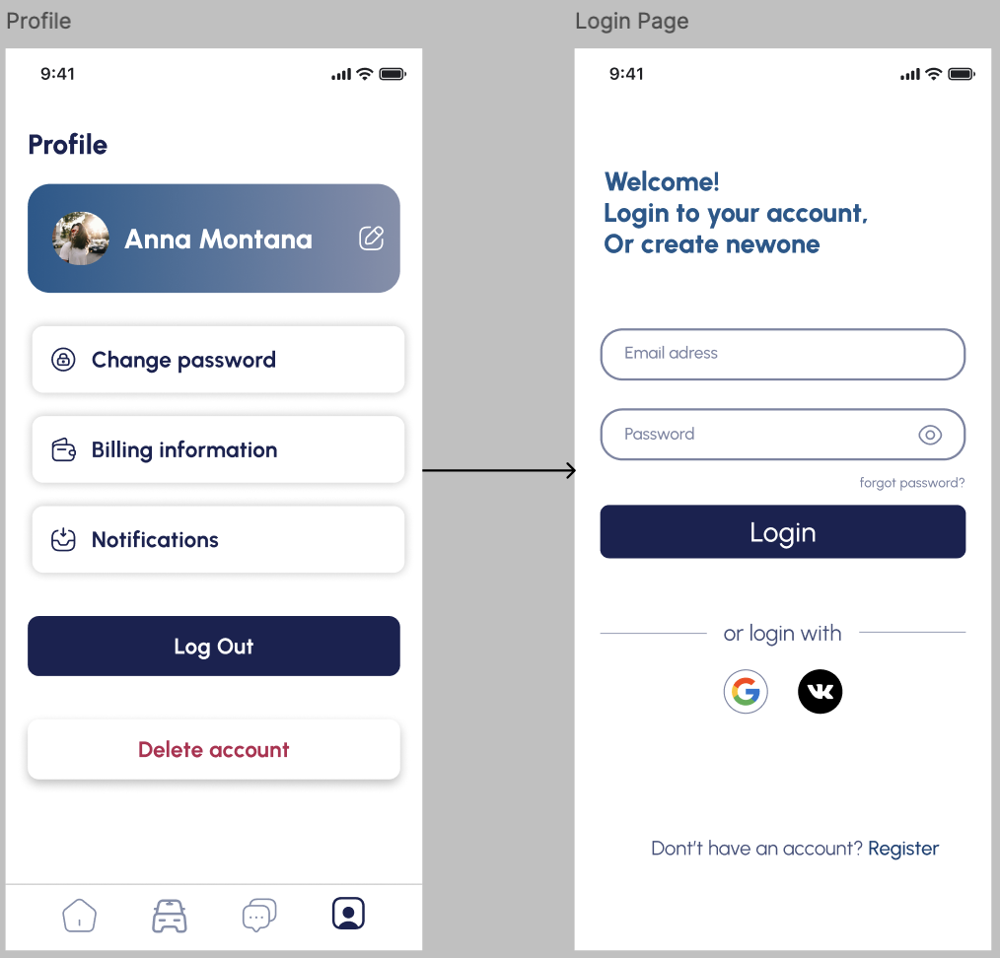 Profile
9:41
Profile
Anna Montana
Change password
Billing information
Notifications
Log Out
Delete account
Login Page
9:41
Welcome!
Login to your account,
Or create newone
Email adress
Password
forgot password?
Login
or login with
Dont't have an account? Register